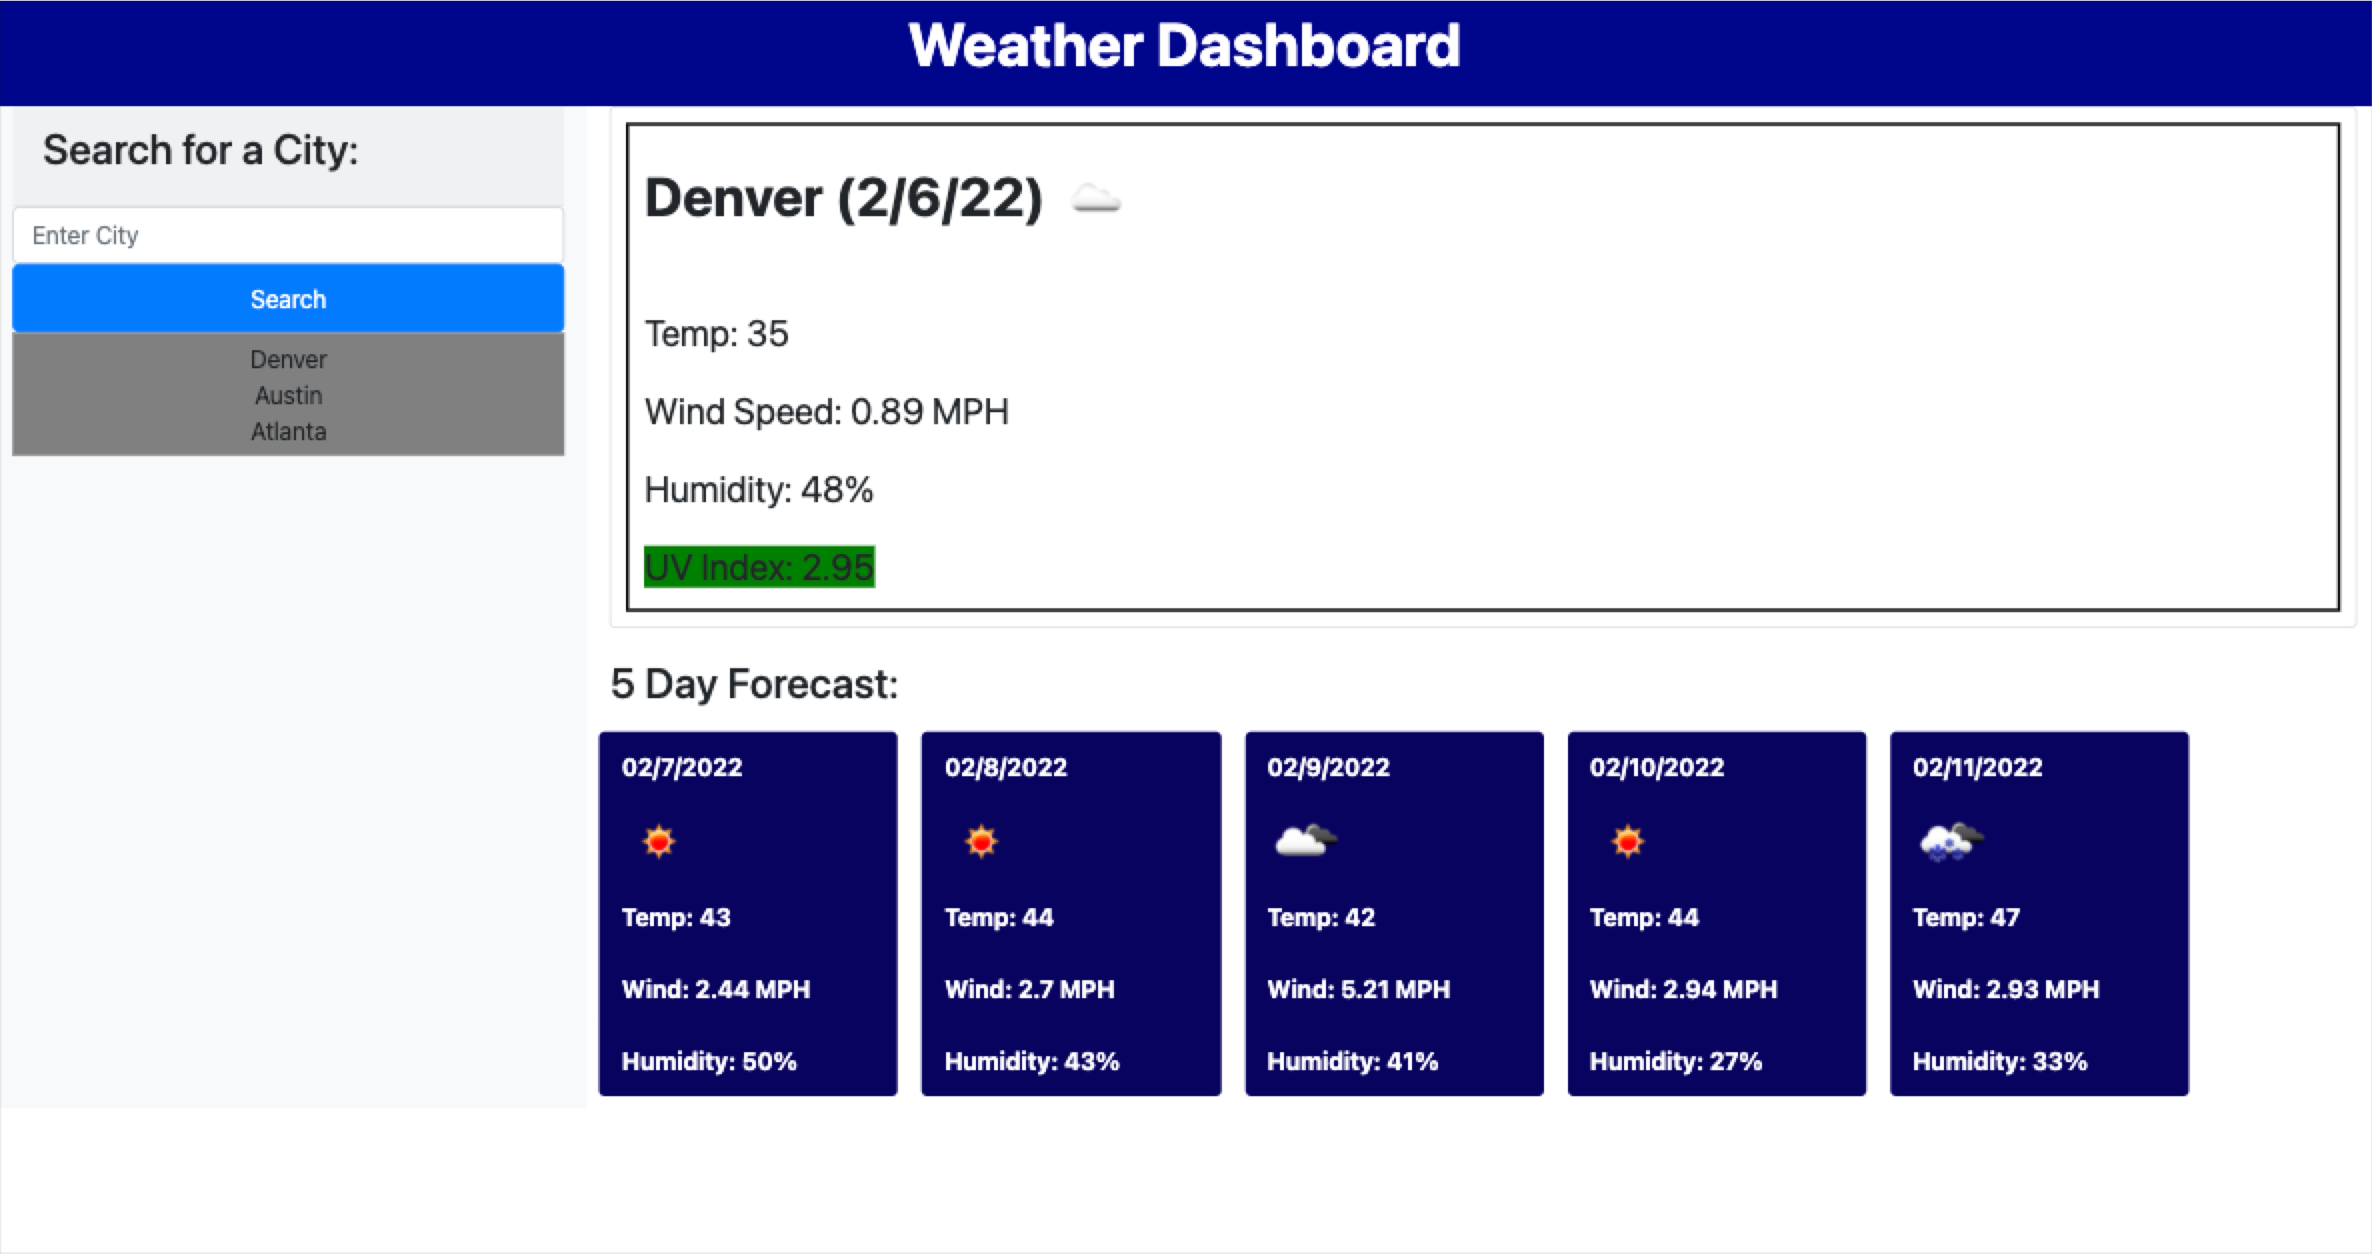 Weather Dashboard
Search for a City:
Enter City
Search
Denver
Austin
Atlanta
Denver (2/6/22)
Temp: 35
Wind Speed: 0.89 MPH
Humidity: 48%
UV Index: 2.95
5 Day Forecast:
02/7/2022
Temp: 43
Wind: 2.44 MPH
Humidity: 50%
02/8/2022
Temp: 44
Wind: 2.7 MPH
Humidity: 43%
02/9/2022
Temp: 42
Wind: 5.21 MPH
Humidity: 41%
02/10/2022
Temp: 44
Wind: 2.94 MPH
Humidity: 27%
02/11/2022
Temp: 47
Wind: 2.93 MPH
Humidity: 33%